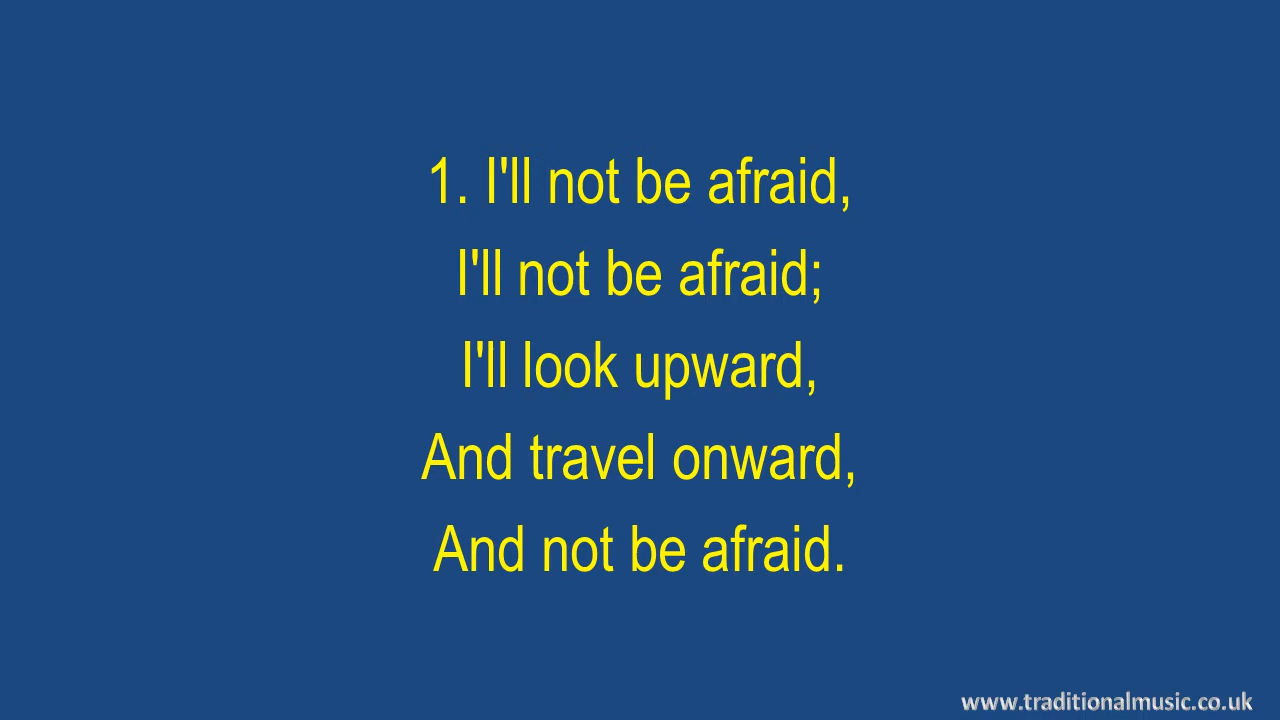 1. I'll not be afraid,
I'll not be afraid;
I'll look upward,
And travel onward,
And not be afraid.
www.traditionalmusic.co.uk